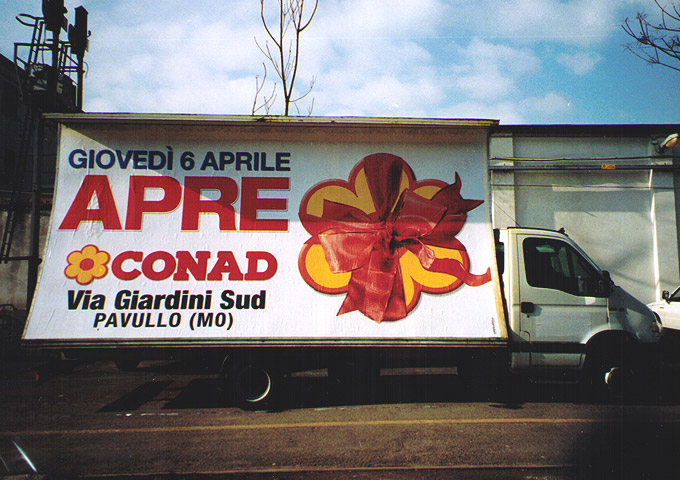 GIOVEDÌ 6 APRILE
APRE
CONAD
Via Giardini Sud
PAVULLO (MO)